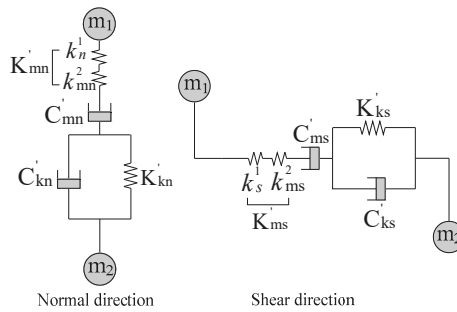 m₁
k¹ₙ
K'ₘₙ
k²ₘₙ
C'ₘₙ
C'ₖₙ
K'ₖₙ
m₂
Normal direction
m₁
K'ₖₛ
C'ₘₛ
k¹ₛ k²ₘₛ
K'ₘₛ
C'ₖₛ
m₂
Shear direction